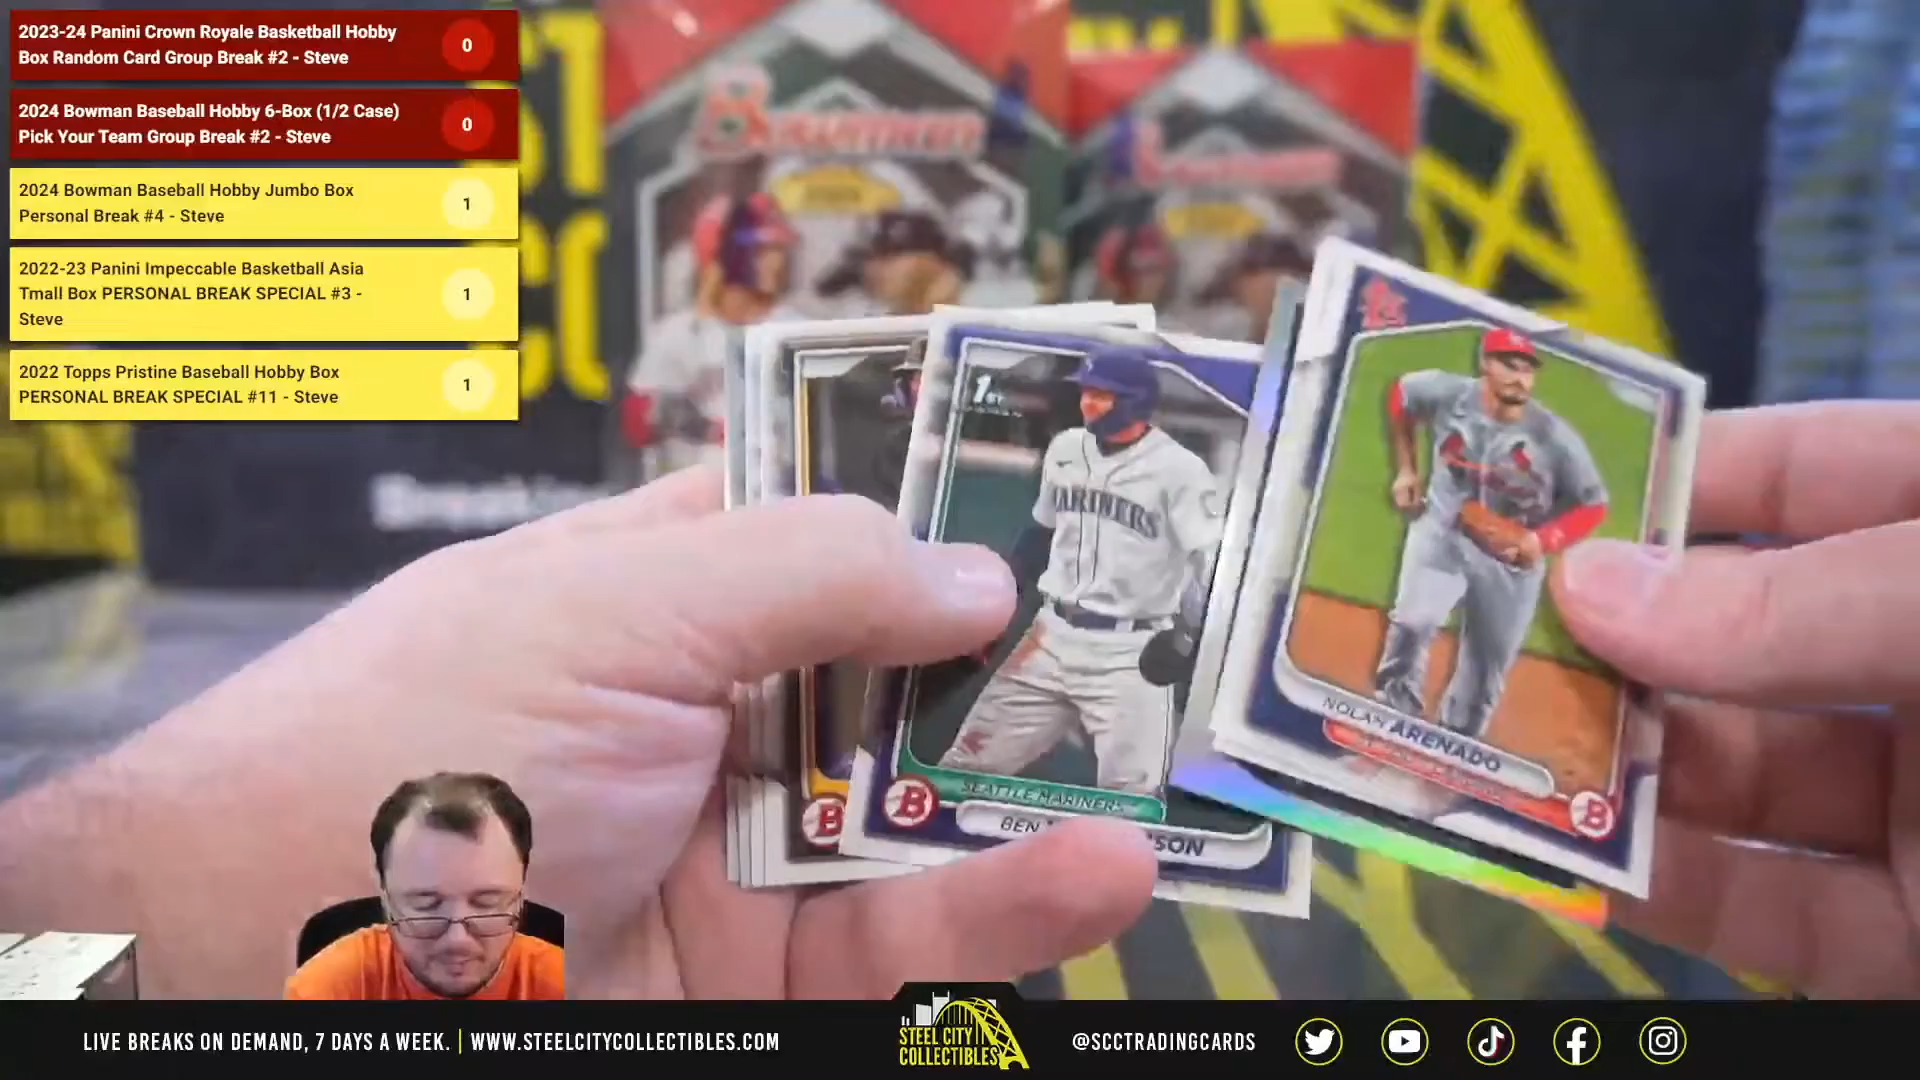 2023-24 Panini Crown Royale Basketball Hobby
Box Random Card Group Break #2 - Steve
0
2024 Bowman Baseball Hobby 6-Box (1/2 Case)
Pick Your Team Group Break #2 - Steve
0
2024 Bowman Baseball Hobby Jumbo Box
Personal Break #4 - Steve
1
2022-23 Panini Impeccable Basketball Asia
Tmall Box PERSONAL BREAK SPECIAL #3 -
Steve
1
2022 Topps Pristine Baseball Hobby Box
PERSONAL BREAK SPECIAL #11 - Steve
1
Bowman
Bowman
1st
MARINERS
SEATTLE MARINERS
B
BEN
B
NOLAN ARENADO
B
LIVE BREAKS ON DEMAND, 7 DAYS A WEEK. | WWW.STEELCITYCOLLECTIBLES.COM
STEEL CITY
COLLECTIBLES
@SCCTRADINGCARDS